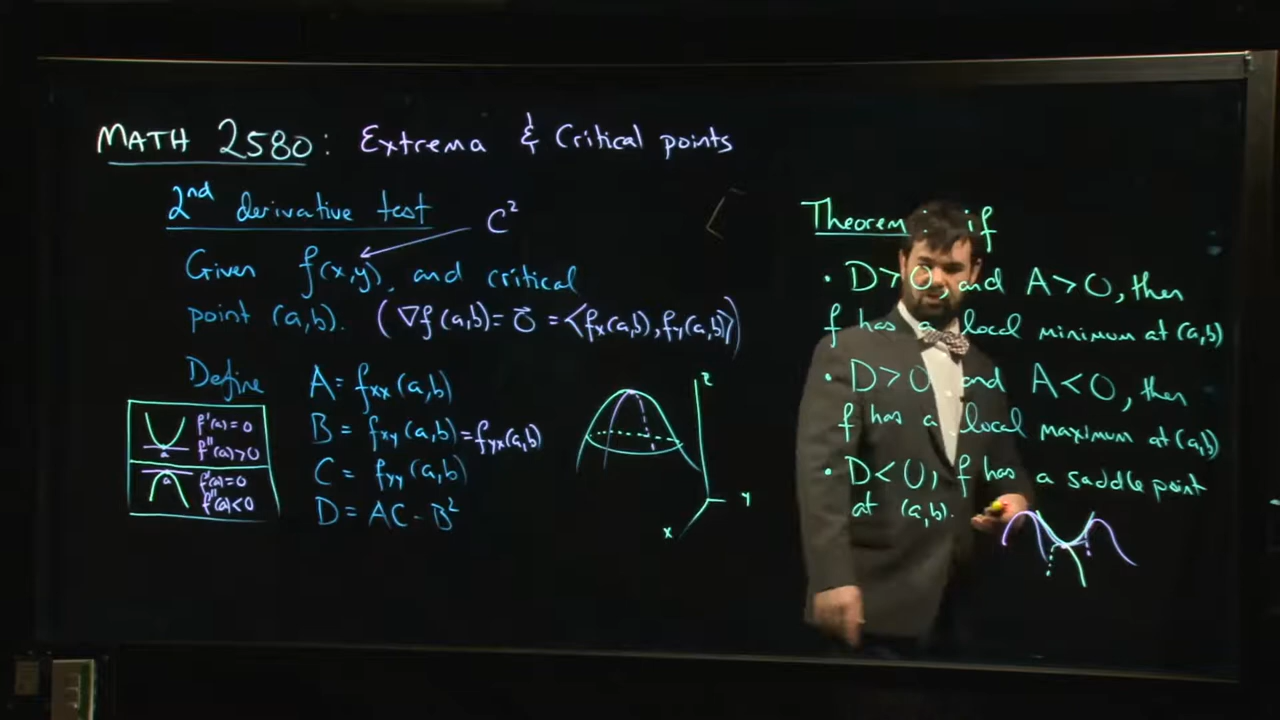 MATH 2580: Extrema & Critical points
2nd derivative test
C²
Given f(x,y), and critical
point (a,b). (∇f(a,b)=0⃗ =⟨fx(a,b), fy(a,b)⟩)
Define A = fxx(a,b)
B = fxy(a,b)=fyx(a,b)
C = fyy(a,b)
D = AC - B²
f'(a)=0
f''(a)>0
a
f'(a)=0
f''(a)<0
a
z
y
x
Theorem: if
• D>0, and A>0, then
f has a local minimum at (a,b)
• D>0, and A<0, then
f has a local maximum at (a,b)
• D<0, f has a saddle point
at (a,b).